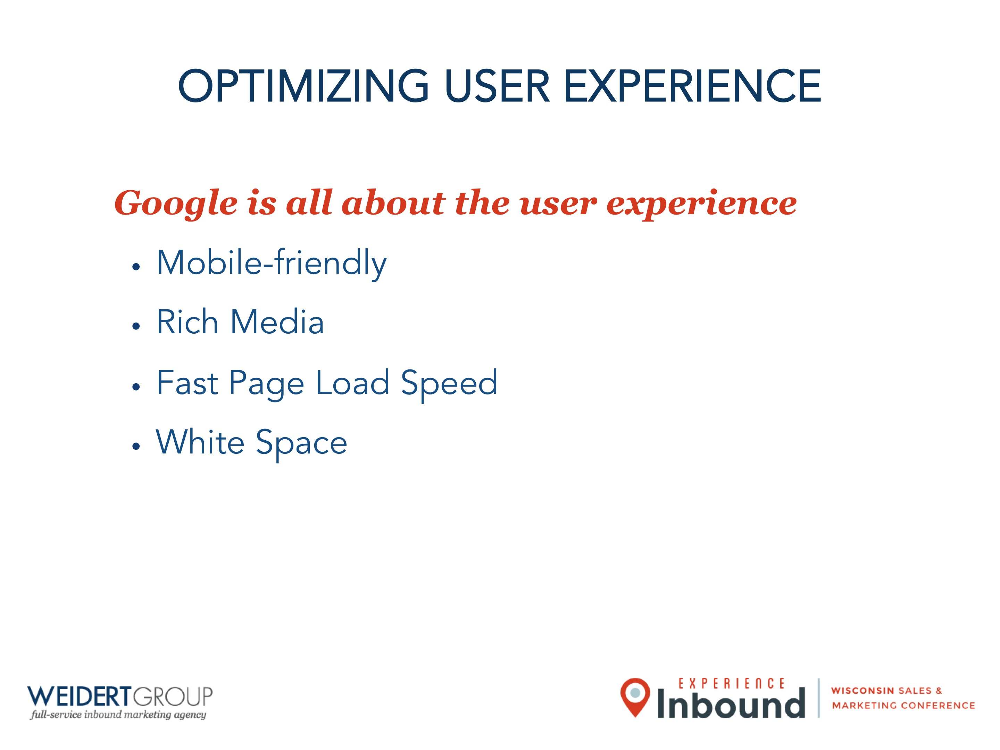 OPTIMIZING USER EXPERIENCE
Google is all about the user experience
• Mobile-friendly
• Rich Media
• Fast Page Load Speed
• White Space
WEIDERTGROUP
full-service inbound marketing agency
EXPERIENCE
Inbound
WISCONSIN SALES &
MARKETING CONFERENCE